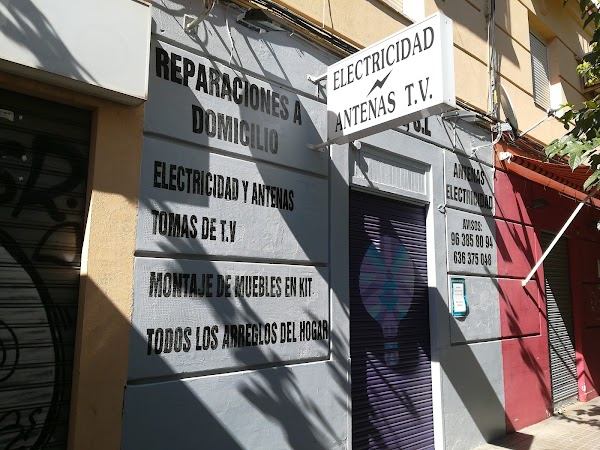 REPARACIONES A
DOMICILIO
ELECTRICIDAD Y ANTENAS
TOMAS DE T.V
MONTAJE DE MUEBLES EN KIT
TODOS LOS ARREGLOS DEL HOGAR
ELECTRICIDAD
ANTENAS T.V.
S.L
ANTENAS
ELECTRICIDAD
AVISOS:
96 385 80 94
636 375 048